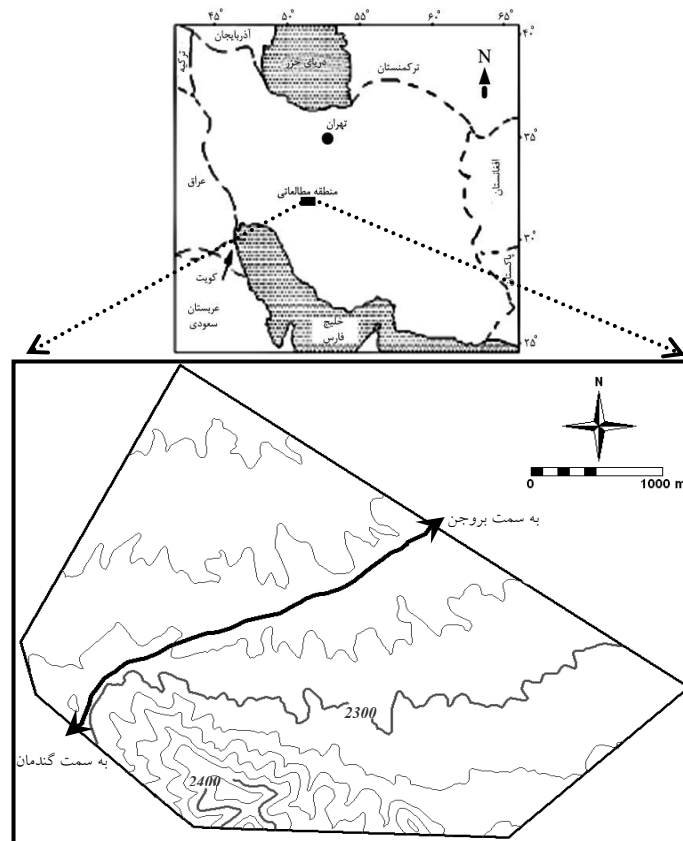 ۴۵° ۵۰° ۵۵° ۶۰° ۶۵°
۴۰°
آذربایجان
ترکیه
دریای خزر
ترکمنستان
N
تهران
۳۵°
افغانستان
عراق
منطقه مطالعاتی
۳۰°
پاکستان
کویت
عربستان
سعودی
خلیج
فارس
۲۵°
N
0 1000 m
به سمت بروجن
2300
به سمت گندمان
2400